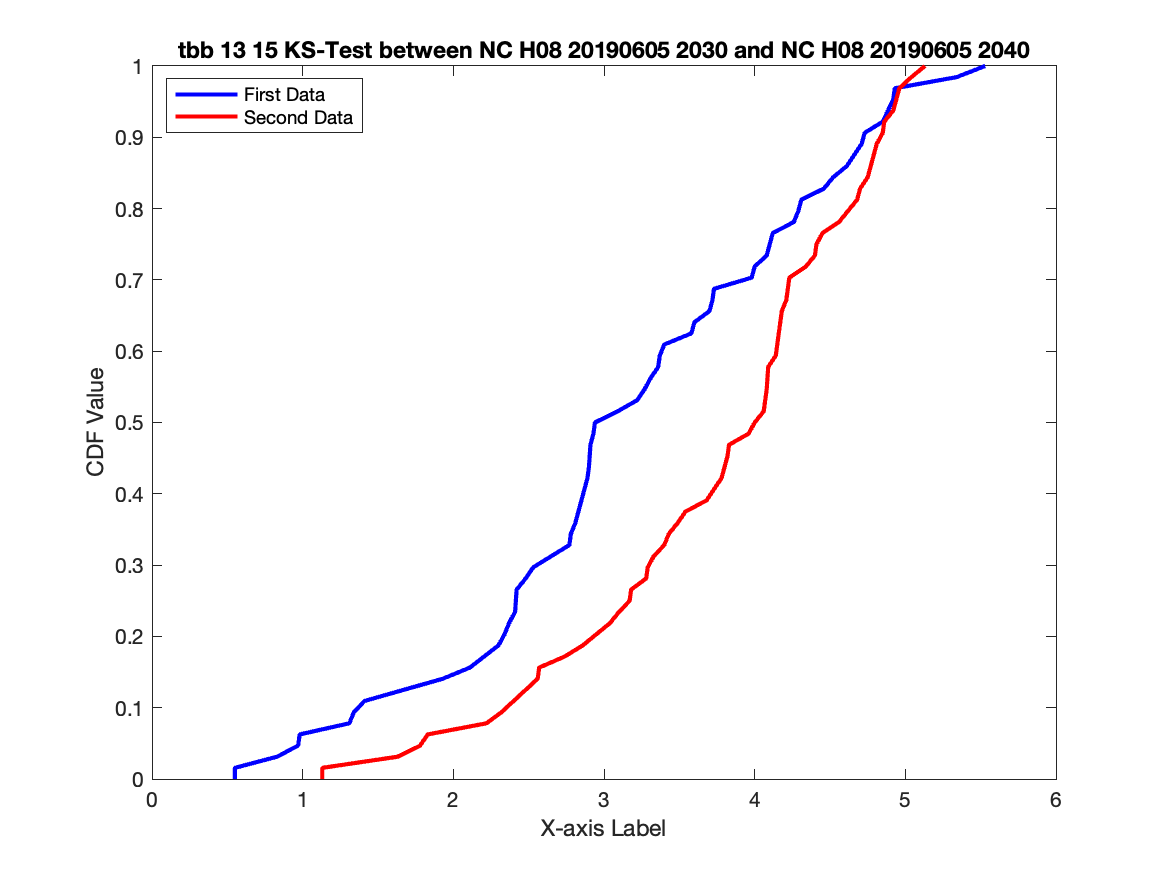 tbb 13 15 KS-Test between NC H08 20190605 2030 and NC H08 20190605 2040
First Data
Second Data
1
0.9
0.8
0.7
0.6
0.5
0.4
0.3
0.2
0.1
0
CDF Value
0 1 2 3 4 5 6
X-axis Label